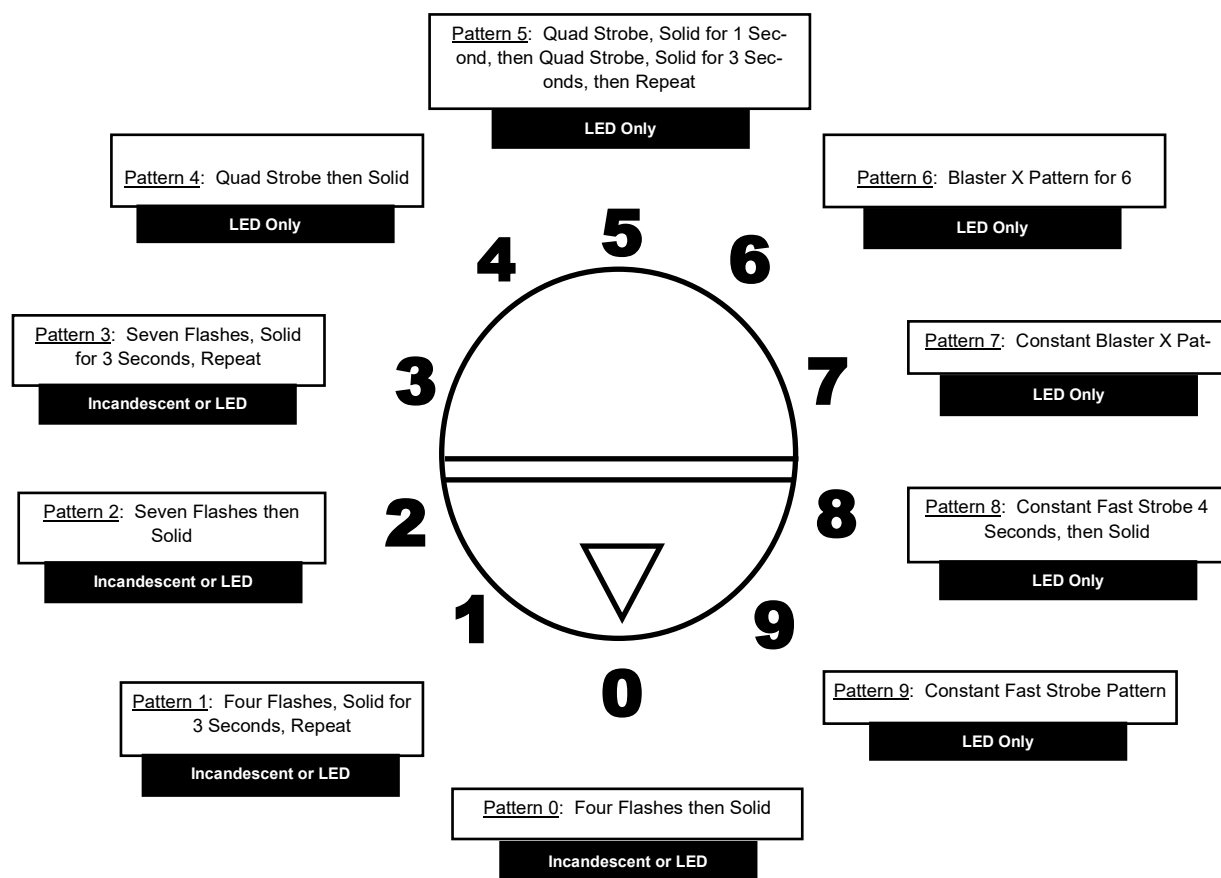 Pattern 5:  Quad Strobe, Solid for 1 Sec-
ond, then Quad Strobe, Solid for 3 Sec-
onds, then Repeat
LED Only
Pattern 4:  Quad Strobe then Solid
LED Only
Pattern 6:  Blaster X Pattern for 6
LED Only
5
4
6
Pattern 3:  Seven Flashes, Solid
for 3 Seconds, Repeat
Incandescent or LED
3
7
Pattern 7:  Constant Blaster X Pat-
LED Only
Pattern 2:  Seven Flashes then
Solid
Incandescent or LED
2
8
Pattern 8:  Constant Fast Strobe 4
Seconds, then Solid
LED Only
1
9
0
Pattern 1:  Four Flashes, Solid for
3 Seconds, Repeat
Incandescent or LED
Pattern 9:  Constant Fast Strobe Pattern
LED Only
Pattern 0:  Four Flashes then Solid
Incandescent or LED